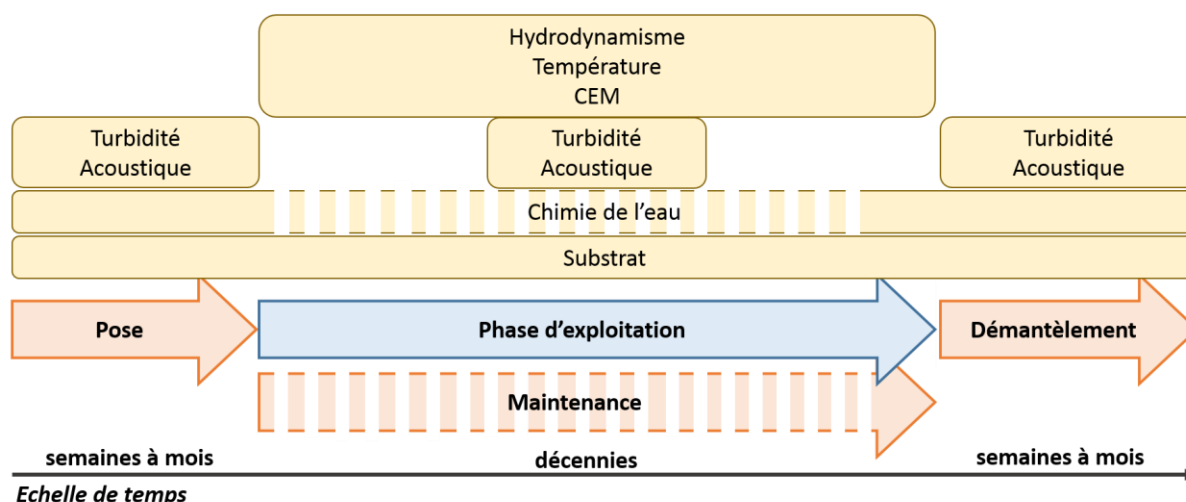 Hydrodynamisme
Température
CEM
Turbidité
Acoustique
Turbidité
Acoustique
Turbidité
Acoustique
Chimie de l'eau
Substrat
Pose
Phase d'exploitation
Démantèlement
Maintenance
semaines à mois
décennies
semaines à mois
Echelle de temps